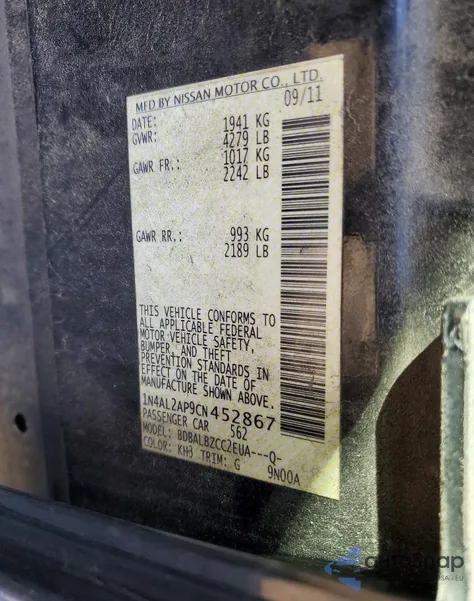 MFD BY NISSAN MOTOR CO., LTD.
09/11
DATE:
GVWR: 1941 KG
4279 LB
GAWR FR.: 1017 KG
2242 LB
GAWR RR.: 993 KG
2189 LB
THIS VEHICLE CONFORMS TO
ALL APPLICABLE FEDERAL
MOTOR VEHICLE SAFETY,
BUMPER, AND THEFT
PREVENTION STANDARDS IN
EFFECT ON THE DATE OF
MANUFACTURE SHOWN ABOVE.
1N4AL2AP9CN452867
PASSENGER CAR 562
MODEL: BDBALBZCC2EUA---Q-
COLOR: KH3 TRIM: G 9N00A